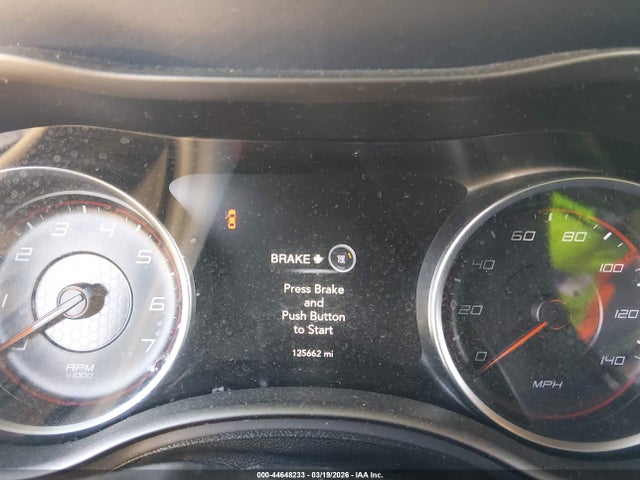 1 2 3 4 5 6 7
RPM
x1000
BRAKE +
Press Brake
and
Push Button
to Start
125662 mi
0 20 40 60 80 100 120 140
MPH
000-44648233 - 03/19/2026 - IAA Inc.